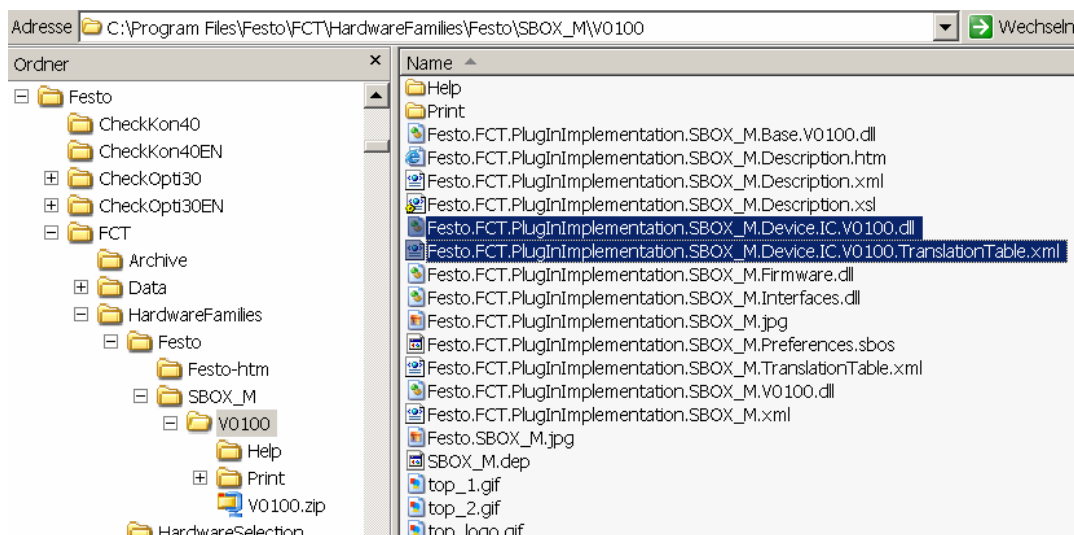 Adresse C:\Program Files\Festo\FCT\HardwareFamilies\Festo\SBOX_M\V0100 Wechseln
Ordner x
Festo
CheckKon40
CheckKon40EN
CheckOpti30
CheckOpti30EN
FCT
Archive
Data
HardwareFamilies
Festo
Festo-htm
SBOX_M
V0100
Help
Print
V0100.zip
HardwareSelection
Name
Help
Print
Festo.FCT.PlugInImplementation.SBOX_M.Base.V0100.dll
Festo.FCT.PlugInImplementation.SBOX_M.Description.htm
Festo.FCT.PlugInImplementation.SBOX_M.Description.xml
Festo.FCT.PlugInImplementation.SBOX_M.Description.xsl
Festo.FCT.PlugInImplementation.SBOX_M.Device.IC.V0100.dll
Festo.FCT.PlugInImplementation.SBOX_M.Device.IC.V0100.TranslationTable.xml
Festo.FCT.PlugInImplementation.SBOX_M.Firmware.dll
Festo.FCT.PlugInImplementation.SBOX_M.Interfaces.dll
Festo.FCT.PlugInImplementation.SBOX_M.jpg
Festo.FCT.PlugInImplementation.SBOX_M.Preferences.sbos
Festo.FCT.PlugInImplementation.SBOX_M.TranslationTable.xml
Festo.FCT.PlugInImplementation.SBOX_M.V0100.dll
Festo.FCT.PlugInImplementation.SBOX_M.xml
Festo.SBOX_M.jpg
SBOX_M.dep
top_1.gif
top_2.gif
top_logo.gif